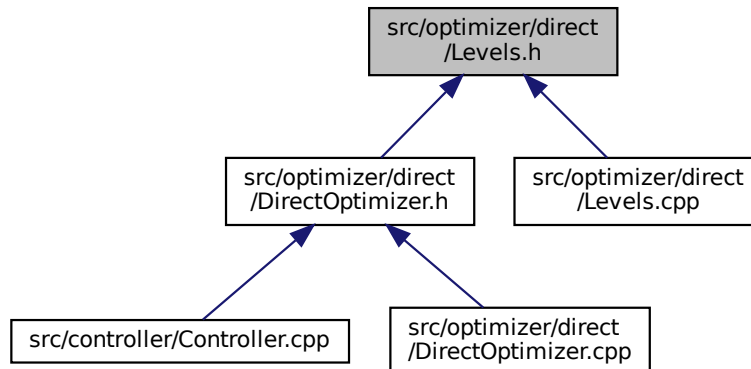 src/optimizer/direct
/Levels.h
src/optimizer/direct
/DirectOptimizer.h
src/optimizer/direct
/Levels.cpp
src/controller/Controller.cpp
src/optimizer/direct
/DirectOptimizer.cpp